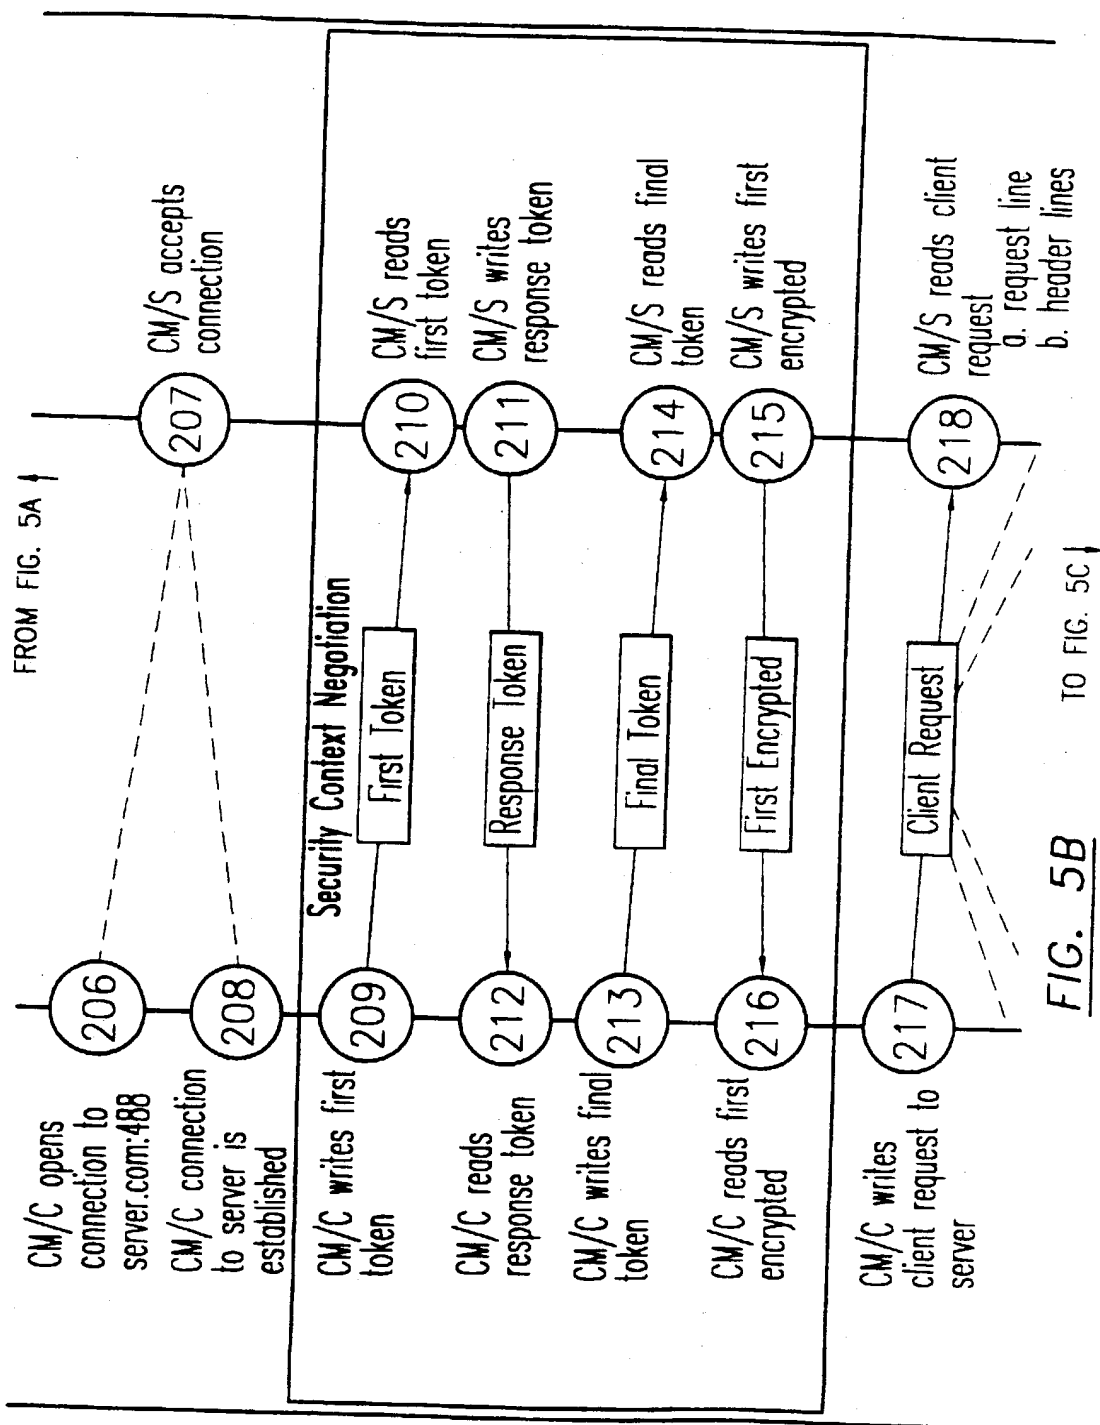 FROM FIG. 5A
206
CM/C opens
connection to
server.com:488
207
CM/S accepts
connection
208
CM/C connection
to server is
established
Security Context Negotiation
209
CM/C writes first
token
First Token
210
CM/S reads
first token
211
CM/S writes
response token
Response Token
212
CM/C reads
response token
213
CM/C writes final
token
Final Token
214
CM/S reads final
token
215
CM/S writes first
encrypted
First Encrypted
216
CM/C reads first
encrypted
217
CM/C writes
client request to
server
Client Request
218
CM/S reads client
request
a. request line
b. header lines
TO FIG. 5C
FIG. 5B